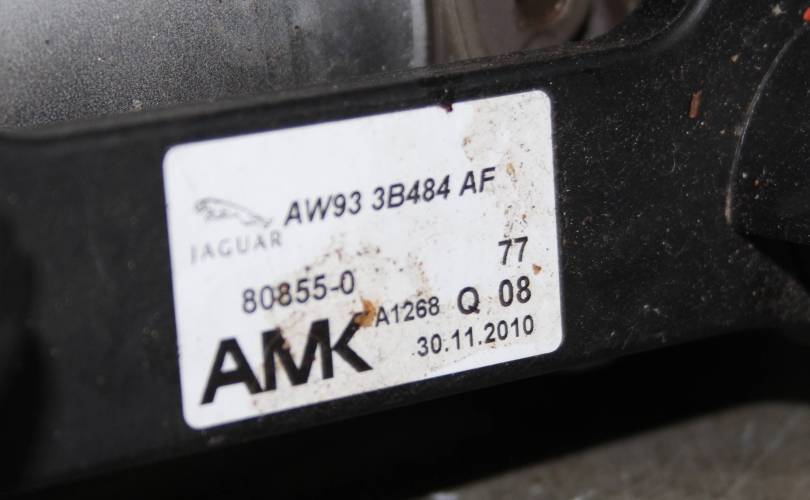 AW93 3B484 AF
JAGUAR
77
80855-0
A1268 Q 08
AMK
30.11.2010